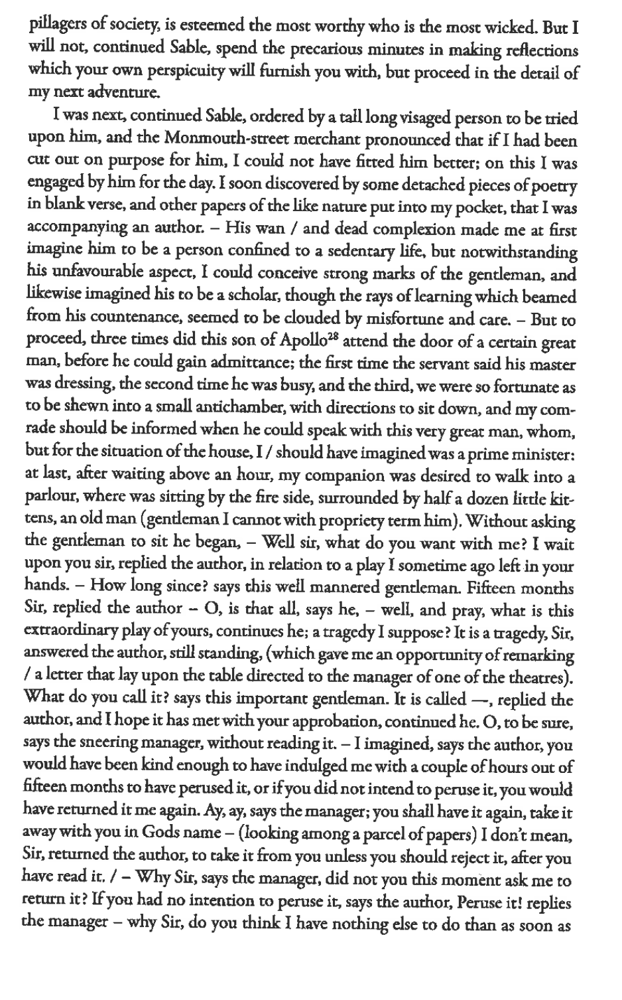 pillagers of society, is esteemed the most worthy who is the most wicked. But I
will not, continued Sable, spend the precarious minutes in making reflections
which your own perspicuity will furnish you with, but proceed in the detail of
my next adventure.
I was next, continued Sable, ordered by a tall long visaged person to be tried
upon him, and the Monmouth-street merchant pronounced that if I had been
cut out on purpose for him, I could not have fitted him better; on this I was
engaged by him for the day. I soon discovered by some detached pieces of poetry
in blank verse, and other papers of the like nature put into my pocket, that I was
accompanying an author. – His wan / and dead complexion made me at first
imagine him to be a person confined to a sedentary life, but notwithstanding
his unfavourable aspect, I could conceive strong marks of the gentleman, and
likewise imagined his to be a scholar, though the rays of learning which beamed
from his countenance, seemed to be clouded by misfortune and care. – But to
proceed, three times did this son of Apollo²⁸ attend the door of a certain great
man, before he could gain admittance; the first time the servant said his master
was dressing, the second time he was busy, and the third, we were so fortunate as
to be shewn into a small antichamber, with directions to sit down, and my com-
rade should be informed when he could speak with this very great man, whom,
but for the situation of the house, I / should have imagined was a prime minister:
at last, after waiting above an hour, my companion was desired to walk into a
parlour, where was sitting by the fire side, surrounded by half a dozen little kit-
tens, an old man (gentleman I cannot with propriety term him). Without asking
the gentleman to sit he began, – Well sir, what do you want with me? I wait
upon you sir, replied the author, in relation to a play I sometime ago left in your
hands. – How long since? says this well mannered gentleman. Fifteen months
Sir, replied the author – O, is that all, says he, – well, and pray, what is this
extraordinary play of yours, continues he; a tragedy I suppose? It is a tragedy, Sir,
answered the author, still standing, (which gave me an opportunity of remarking
/ a letter that lay upon the table directed to the manager of one of the theatres).
What do you call it? says this important gentleman. It is called —, replied the
author, and I hope it has met with your approbation, continued he. O, to be sure,
says the sneering manager, without reading it. – I imagined, says the author, you
would have been kind enough to have indulged me with a couple of hours out of
fifteen months to have perused it, or if you did not intend to peruse it, you would
have returned it me again. Ay, ay, says the manager; you shall have it again, take it
away with you in Gods name – (looking among a parcel of papers) I don't mean,
Sir, returned the author, to take it from you unless you should reject it, after you
have read it. / – Why Sir, says the manager, did not you this moment ask me to
return it? If you had no intention to peruse it, says the author, Peruse it! replies
the manager – why Sir, do you think I have nothing else to do than as soon as